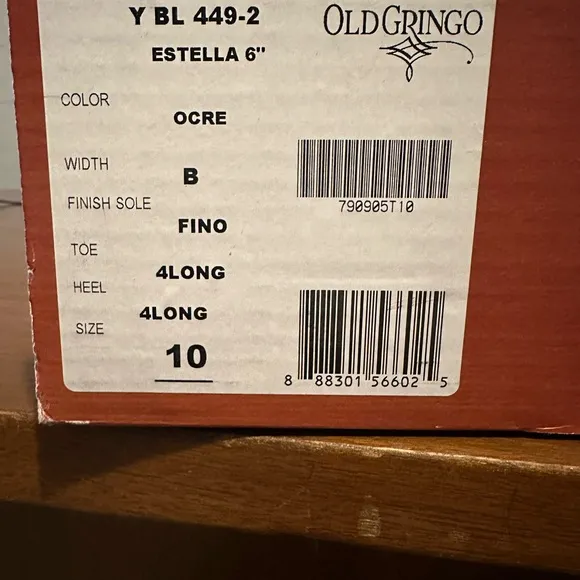 Y BL 449-2
OLD GRINGO
ESTELLA 6"
COLOR
OCRE
WIDTH
B
790905T10
FINISH SOLE
FINO
TOE
4LONG
HEEL
4LONG
SIZE
10
8 88301 56602 5